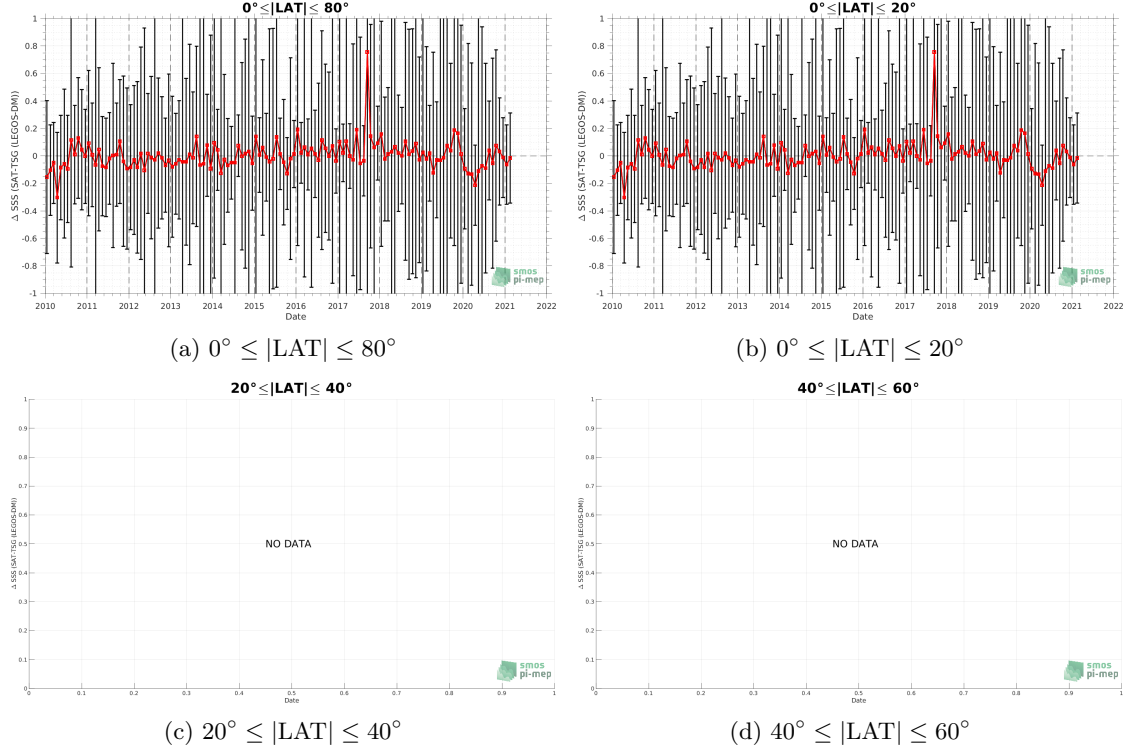 0°≤|LAT|≤ 80°
Δ SSS (SAT-TSG (LEGOS-DM))
1
0.8
0.6
0.4
0.2
0
-0.2
-0.4
-0.6
-0.8
-1
2010 2011 2012 2013 2014 2015 2016 2017 2018 2019 2020 2021 2022
Date
smos
pi-mep
(a) 0° ≤ |LAT| ≤ 80°
0°≤|LAT|≤ 20°
Δ SSS (SAT-TSG (LEGOS-DM))
1
0.8
0.6
0.4
0.2
0
-0.2
-0.4
-0.6
-0.8
-1
2010 2011 2012 2013 2014 2015 2016 2017 2018 2019 2020 2021 2022
Date
smos
pi-mep
(b) 0° ≤ |LAT| ≤ 20°
20°≤|LAT|≤ 40°
Δ SSS (SAT-TSG (LEGOS-DM))
1
0.9
0.8
0.7
0.6
0.5
0.4
0.3
0.2
0.1
0
NO DATA
0 0.1 0.2 0.3 0.4 0.5 0.6 0.7 0.8 0.9 1
Date
smos
pi-mep
(c) 20° ≤ |LAT| ≤ 40°
40°≤|LAT|≤ 60°
Δ SSS (SAT-TSG (LEGOS-DM))
1
0.9
0.8
0.7
0.6
0.5
0.4
0.3
0.2
0.1
0
NO DATA
0 0.1 0.2 0.3 0.4 0.5 0.6 0.7 0.8 0.9 1
Date
smos
pi-mep
(d) 40° ≤ |LAT| ≤ 60°